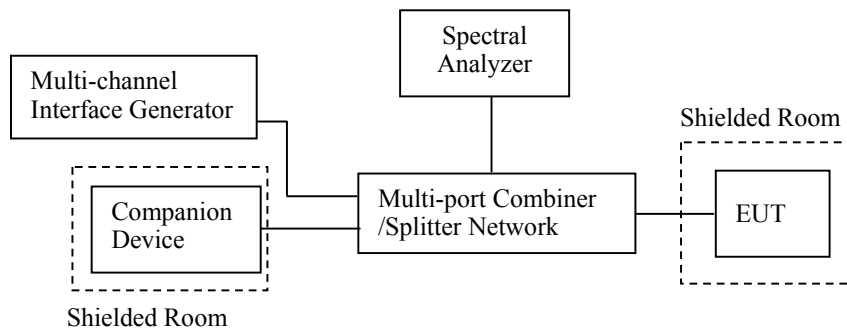 Spectral
Analyzer
Multi-channel
Interface Generator
Shielded Room
Companion
Device
Multi-port Combiner
/Splitter Network
EUT
Shielded Room